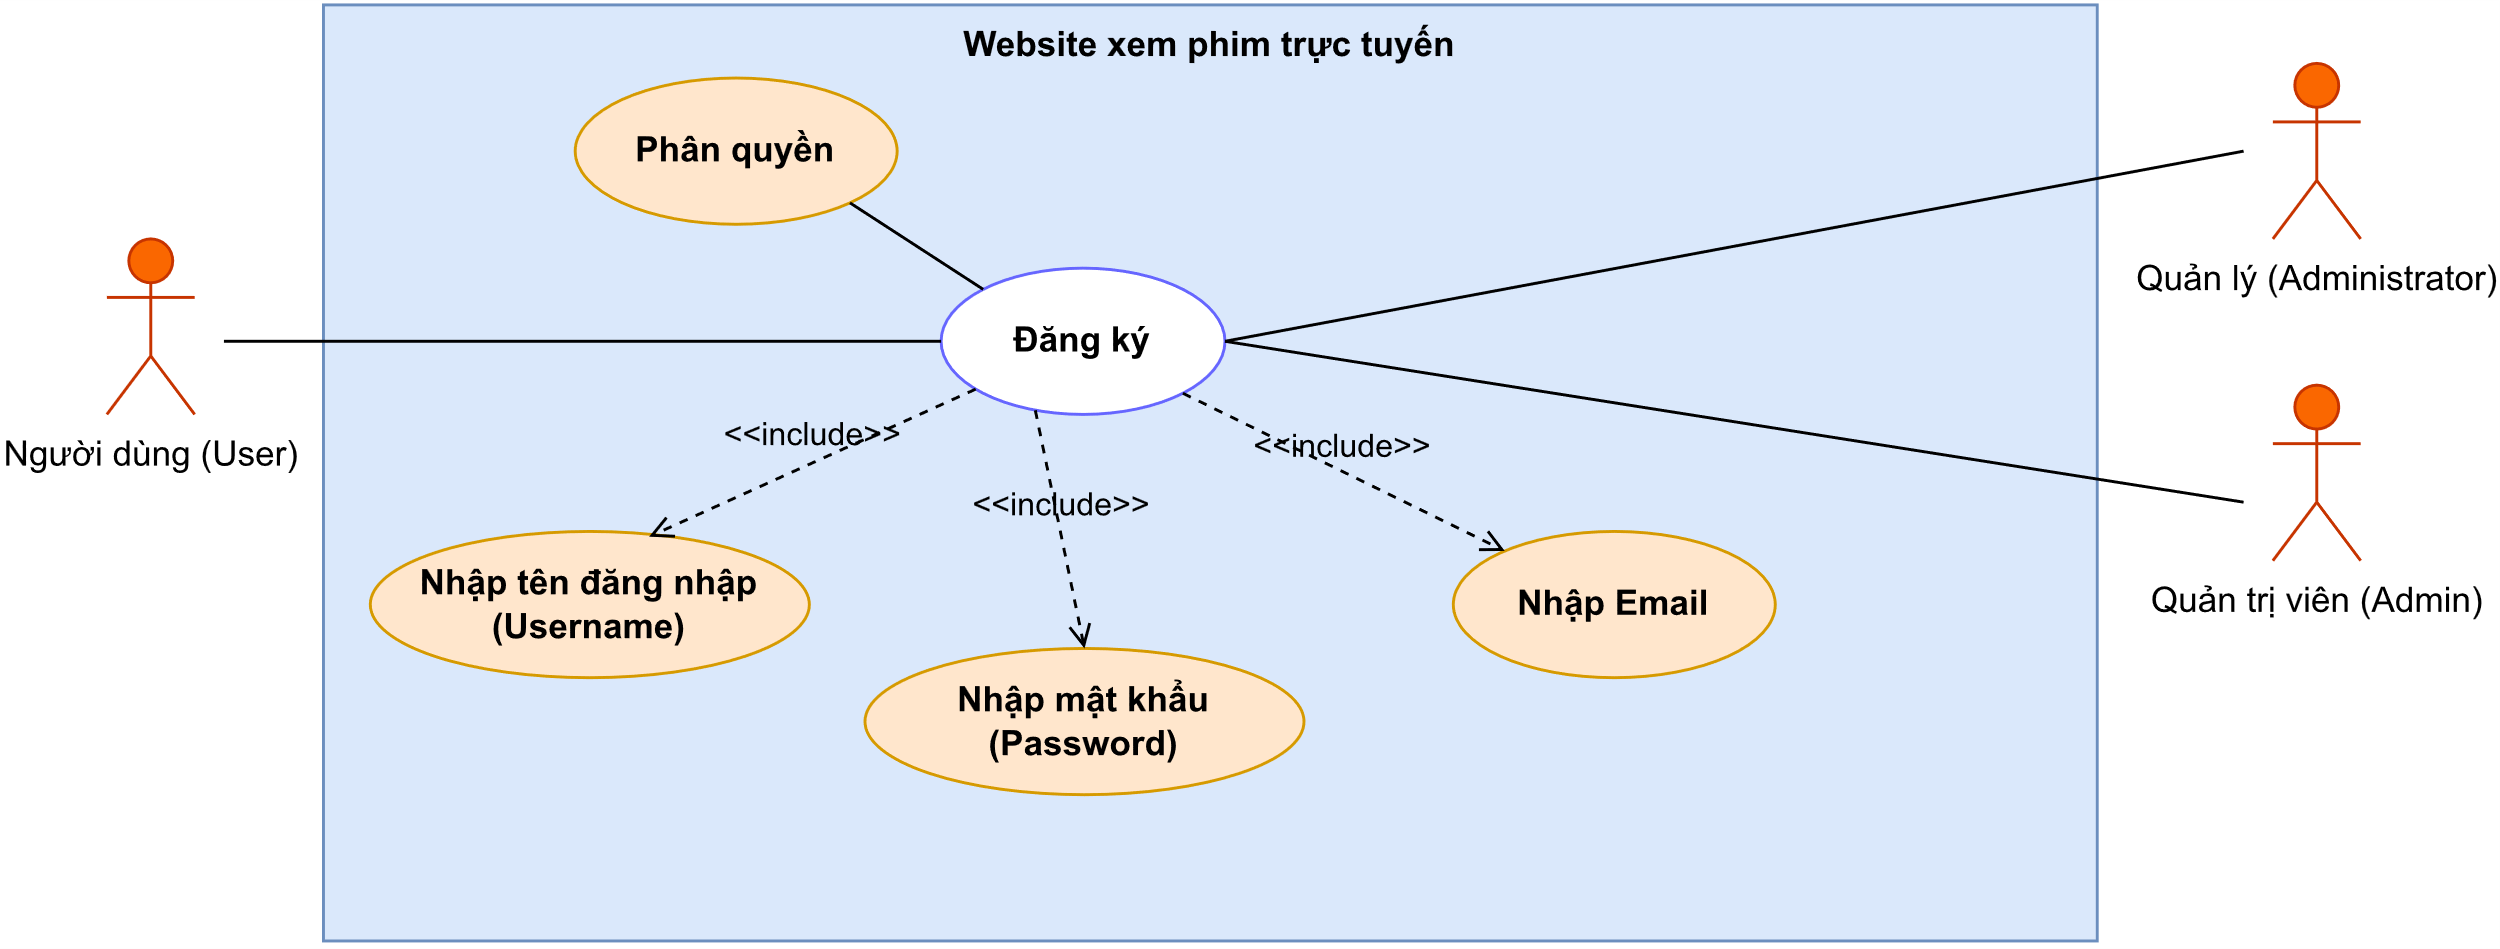 Website xem phim trực tuyến
Phân quyền
Đăng ký
Người dùng (User)
Quản lý (Administrator)
<<include>>
<<include>>
<<include>>
Nhập tên đăng nhập
(Username)
Nhập mật khẩu
(Password)
Nhập Email
Quản trị viên (Admin)